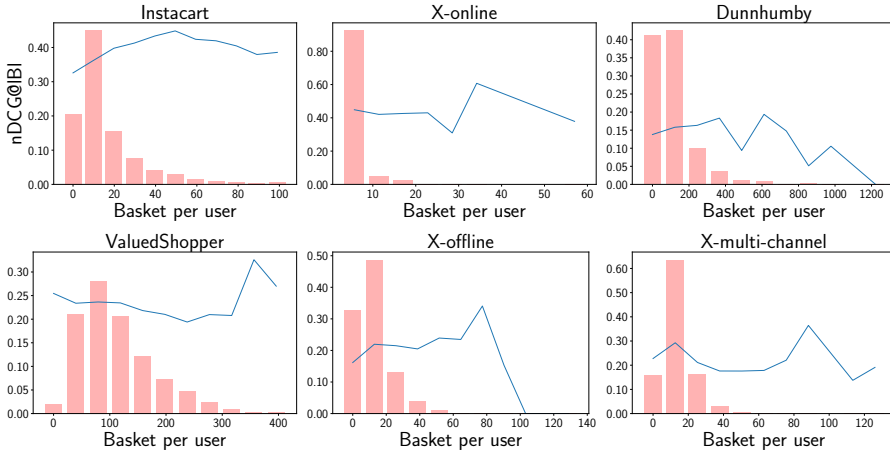 Instacart
X-online
Dunnhumby
nDCG@|B|
0.40
0.30
0.20
0.10
0.00
0 20 40 60 80 100
Basket per user
0.80
0.60
0.40
0.20
0.00
10 20 30 40 50 60
Basket per user
0.40
0.35
0.30
0.25
0.20
0.15
0.10
0.05
0.00
0 200 400 600 800 1000 1200
Basket per user
ValuedShopper
X-offline
X-multi-channel
0.30
0.25
0.20
0.15
0.10
0.05
0.00
0 100 200 300 400
Basket per user
0.50
0.40
0.30
0.20
0.10
0.00
0 20 40 60 80 100 120 140
Basket per user
0.60
0.50
0.40
0.30
0.20
0.10
0.00
0 20 40 60 80 100 120
Basket per user